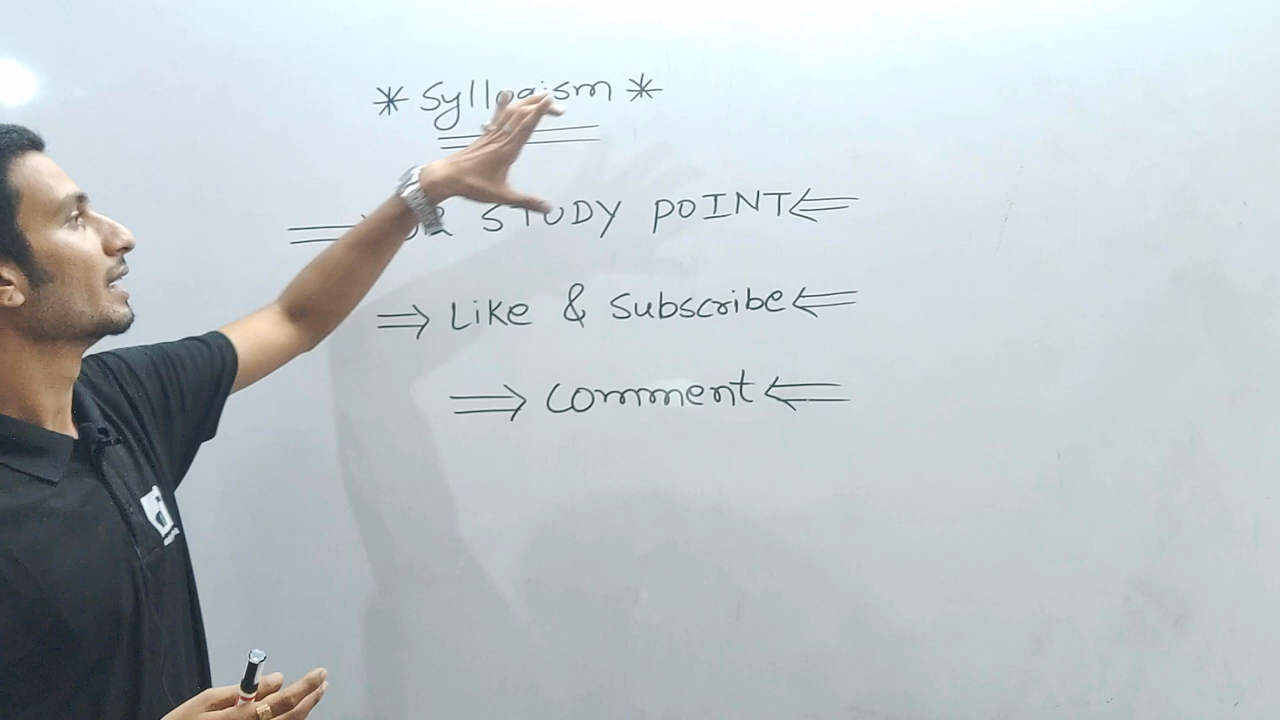 * Syllogism *
⇒ STUDY POINT ⇐
⇒ Like & Subscribe ⇐
⇒ Comment ⇐